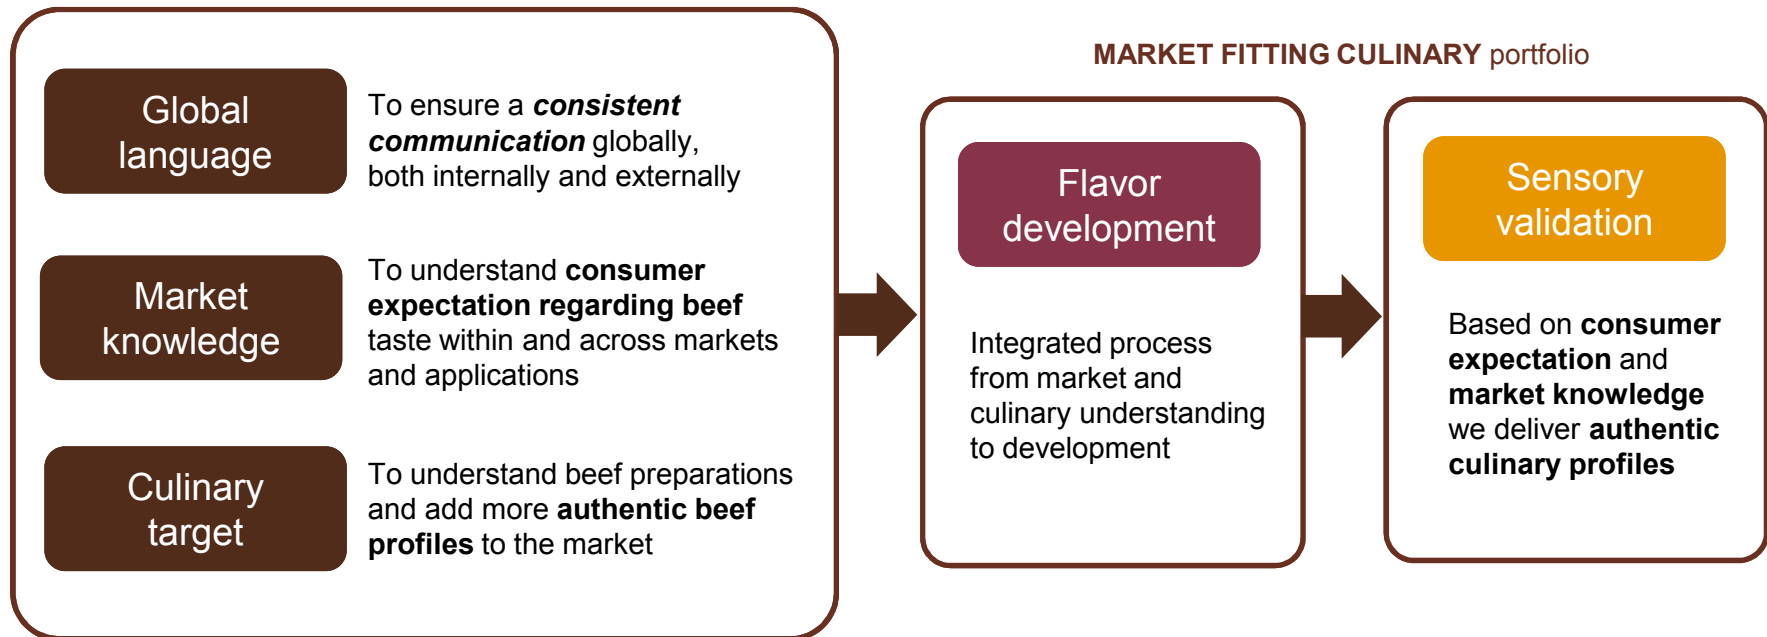 Global
language
To ensure a consistent
communication globally,
both internally and externally
Market
knowledge
To understand consumer
expectation regarding beef
taste within and across markets
and applications
Culinary
target
To understand beef preparations
and add more authentic beef
profiles to the market
MARKET FITTING CULINARY portfolio
Flavor
development
Integrated process
from market and
culinary understanding
to development
Sensory
validation
Based on consumer
expectation and
market knowledge
we deliver authentic
culinary profiles